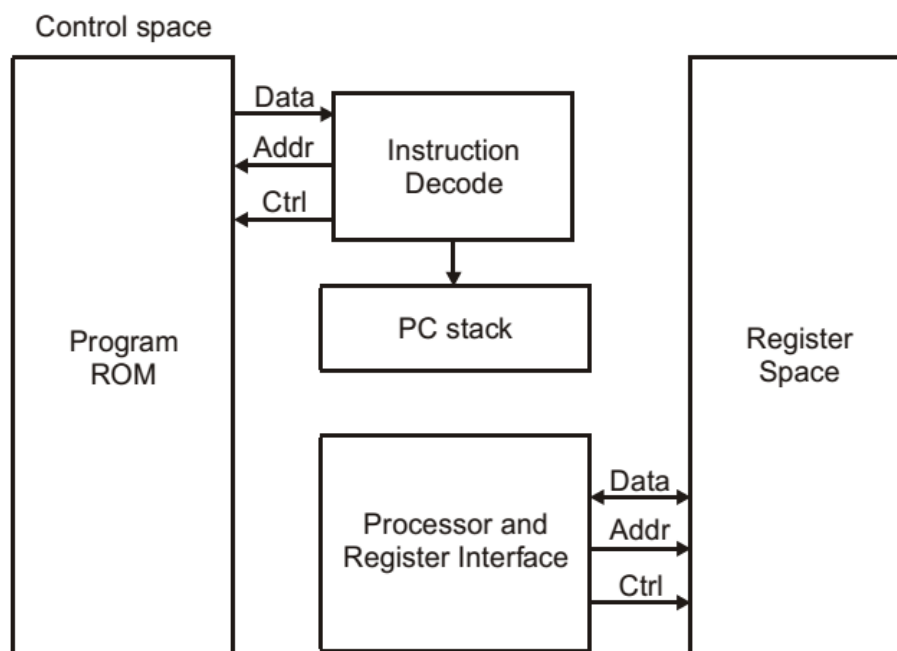 Control space
Data
Addr
Ctrl
Instruction
Decode
PC stack
Program
ROM
Register
Space
Processor and
Register Interface
Data
Addr
Ctrl